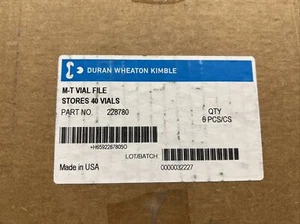 DURAN WHEATON KIMBLE
M-T VIAL FILE
STORES 40 VIALS
PART NO. 228780
QTY
6 PCS/CS
+H6592287805O
LOT/BATCH
Made in USA 0000032227